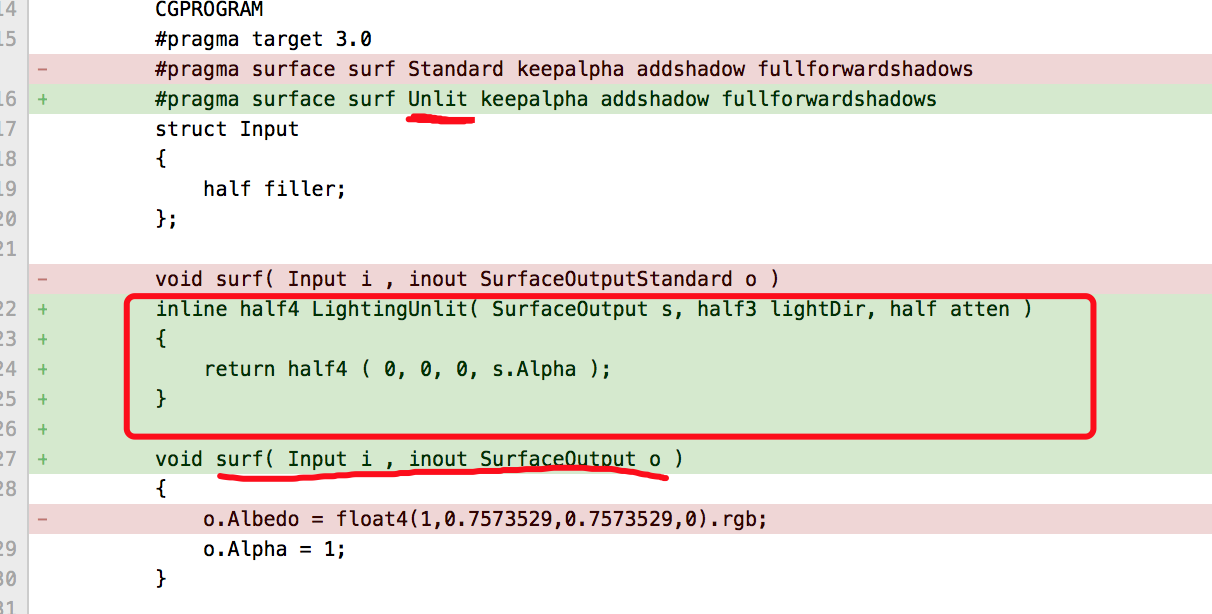 14 CGPROGRAM
15 #pragma target 3.0
- #pragma surface surf Standard keepalpha addshadow fullforwardshadows
16 + #pragma surface surf Unlit keepalpha addshadow fullforwardshadows
17 struct Input
18 {
19 half filler;
20 };
21
- void surf( Input i , inout SurfaceOutputStandard o )
22 + inline half4 LightingUnlit( SurfaceOutput s, half3 lightDir, half atten )
23 + {
24 + return half4 ( 0, 0, 0, s.Alpha );
25 + }
26 +
27 + void surf( Input i , inout SurfaceOutput o )
28 {
- o.Albedo = float4(1,0.7573529,0.7573529,0).rgb;
29 o.Alpha = 1;
30 }
31